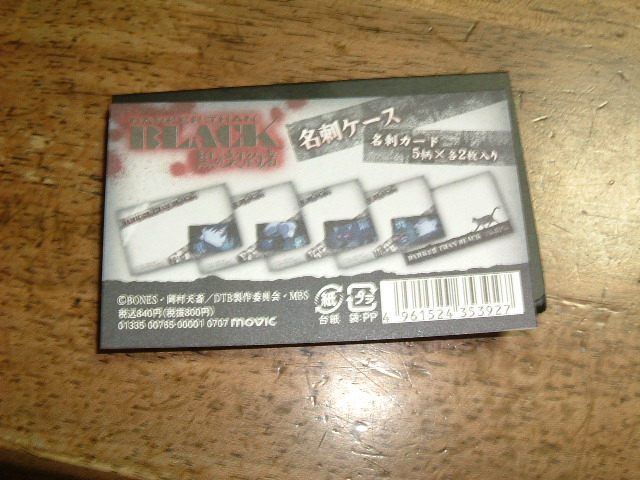 DARKER THAN
BLACK
黒の契約者
名刺ケース
名刺カード
5柄×各2枚入り
DARKER THAN BLACK
©BONES・岡村天斎／DTB製作委員会・MBS
税込840円(税抜800円)
01335 00765-00001 0707 movic
紙
台紙
プラ
袋:PP
4 961524 353927